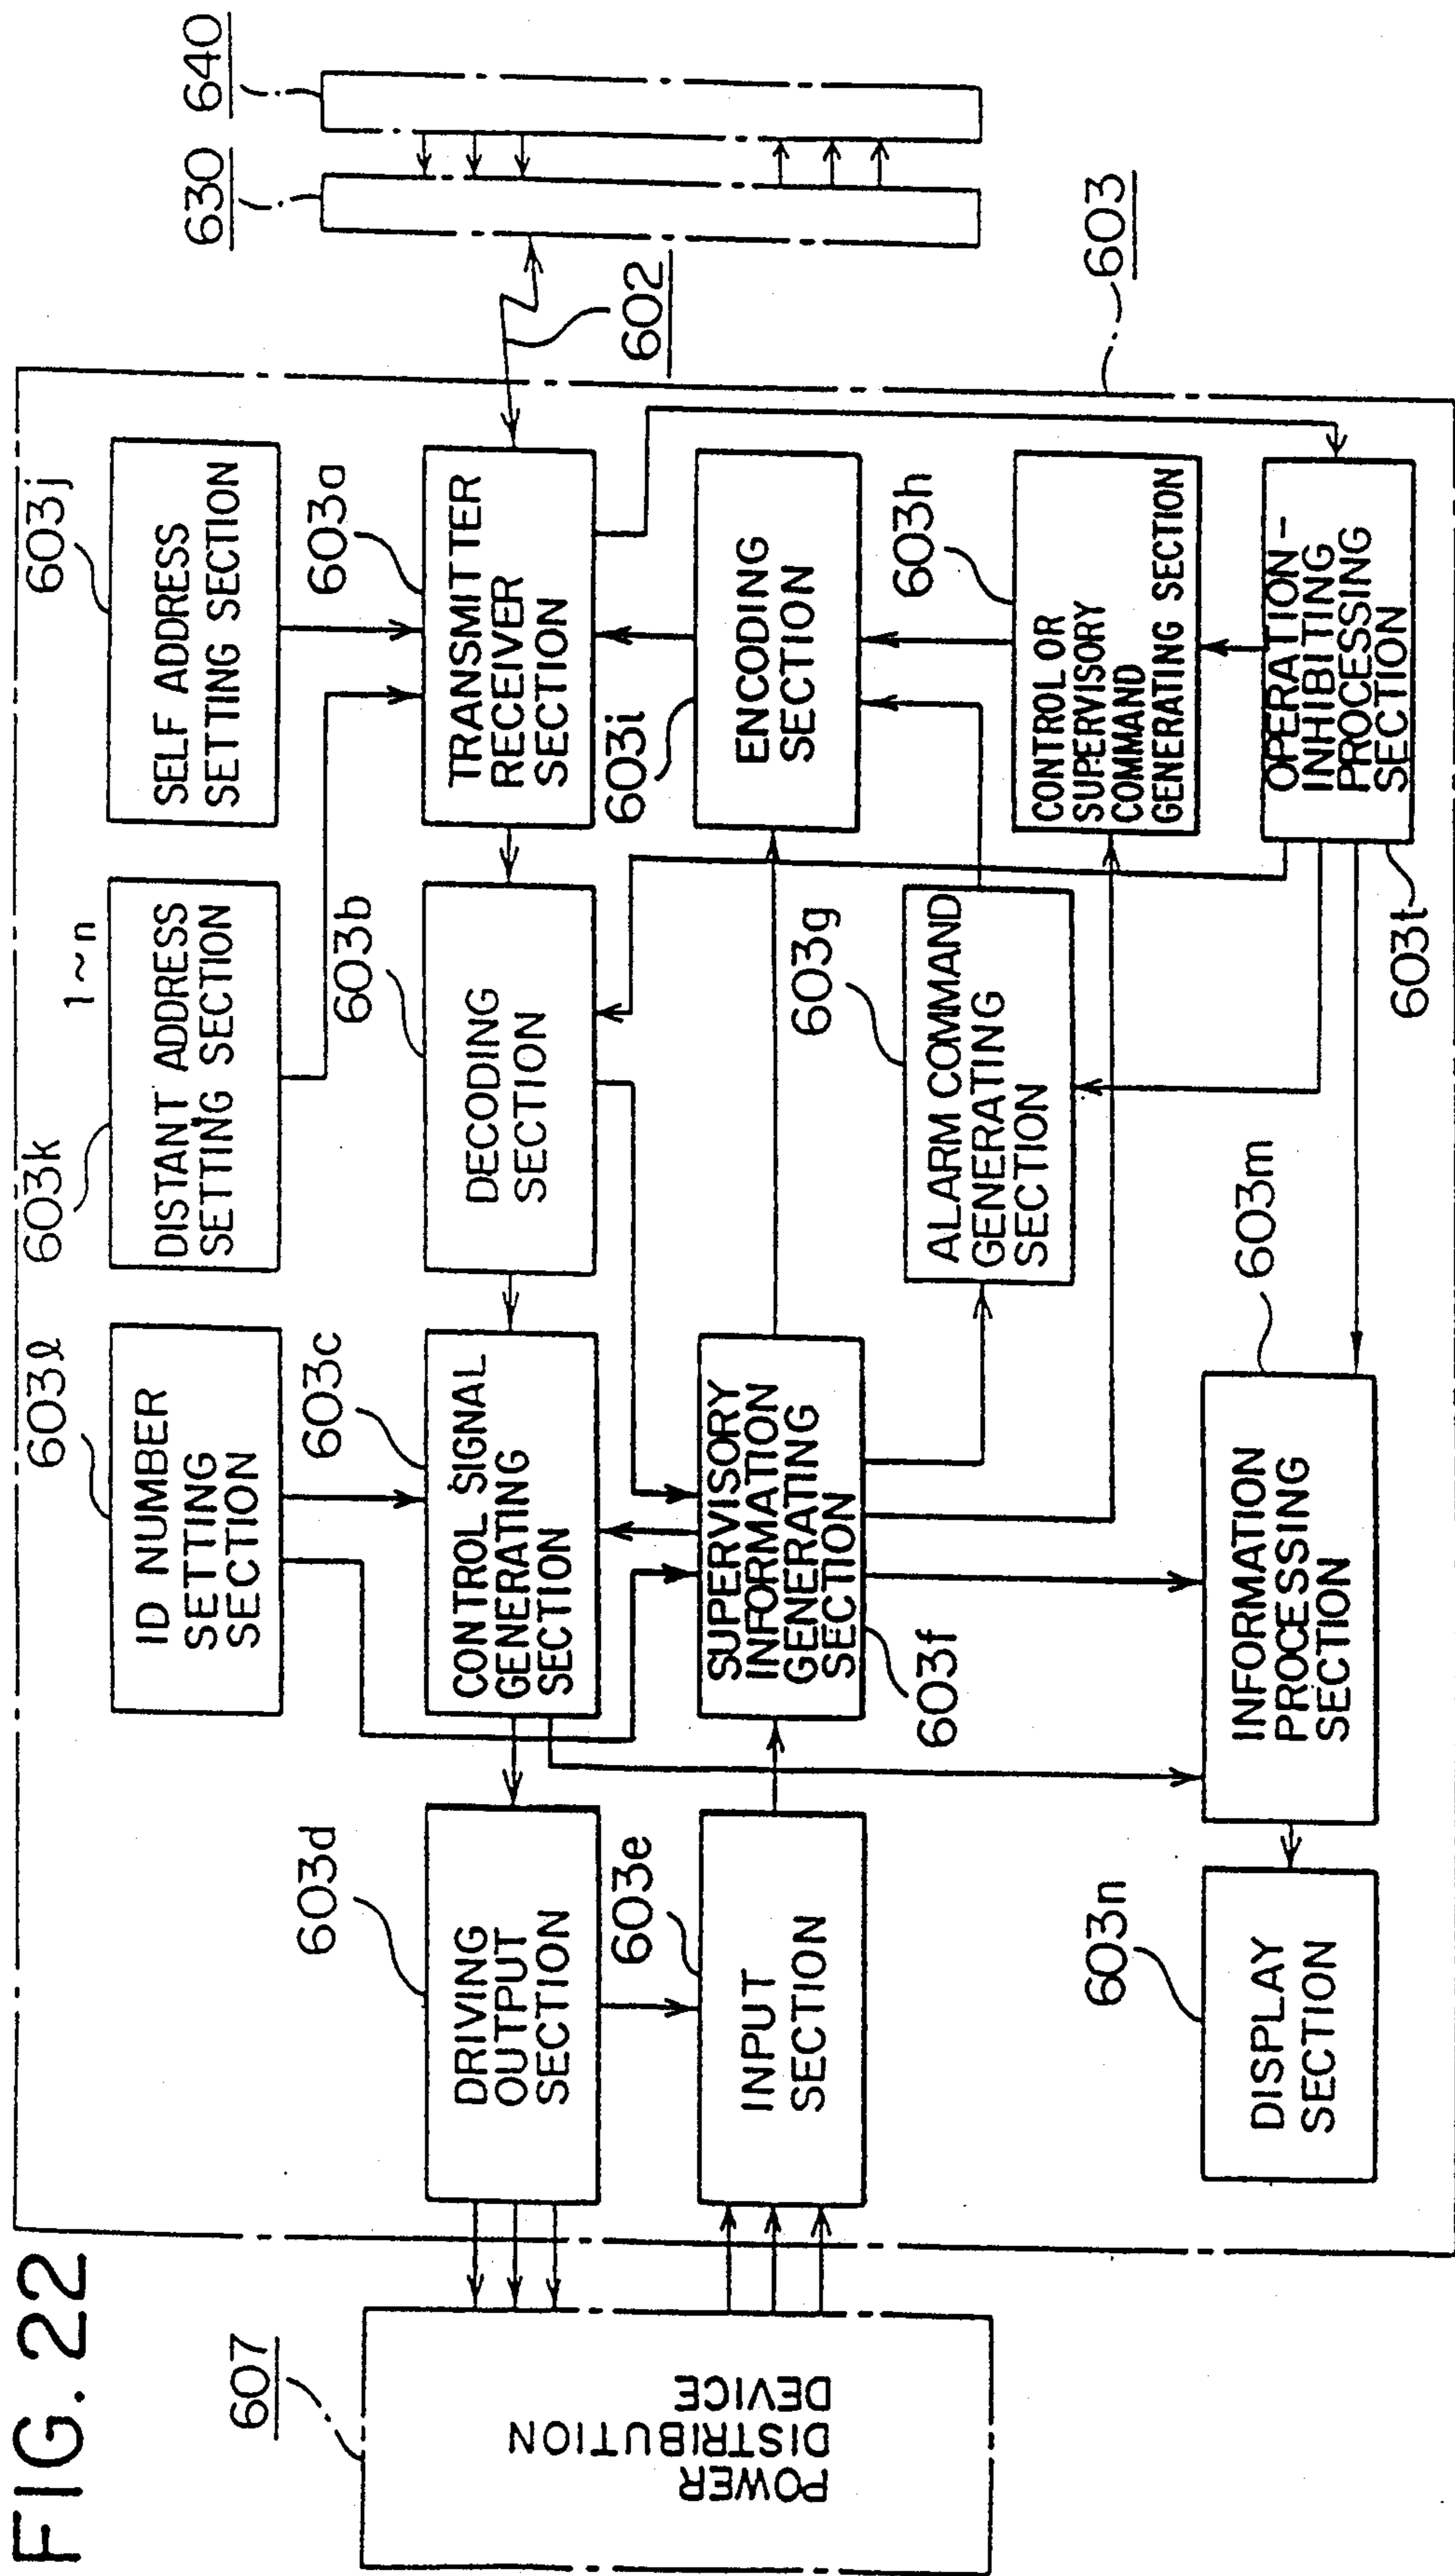 FIG. 22
607
POWER
DISTRIBUTION
DEVICE
603d
DRIVING
OUTPUT
SECTION
603e
INPUT
SECTION
603n
DISPLAY
SECTION
603ℓ
ID NUMBER
SETTING
SECTION
603c
CONTROL SIGNAL
GENERATING
SECTION
SUPERVISORY
INFORMATION
GENERATING
SECTION
603f
603m
INFORMATION
PROCESSING
SECTION
603k
1~n
DISTANT ADDRESS
SETTING SECTION
603b
DECODING
SECTION
603g
ALARM COMMAND
GENERATING
SECTION
603j
SELF ADDRESS
SETTING SECTION
603a
TRANSMITTER
RECEIVER
SECTION
603i
ENCODING
SECTION
603h
CONTROL OR
SUPERVISORY
COMMAND
GENERATING SECTION
OPERATION-
INHIBITING
PROCESSING
SECTION
603t
602
603
630
640